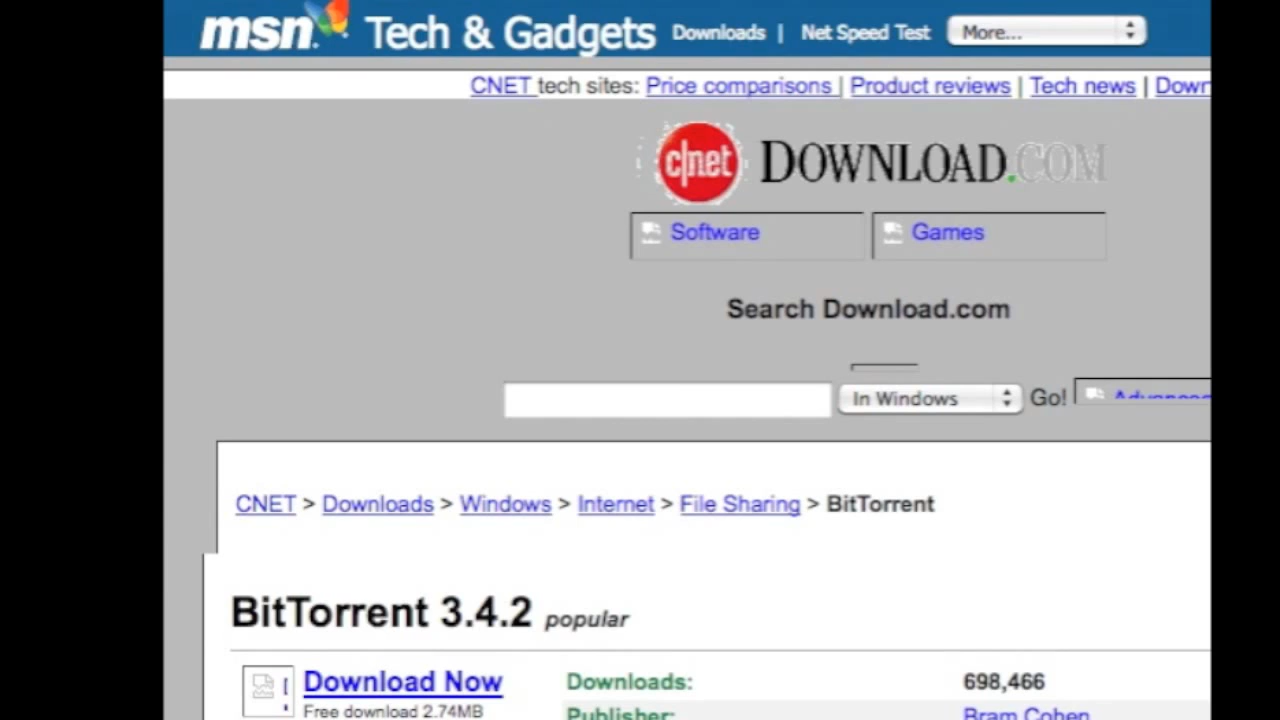 msn Tech & Gadgets Downloads | Net Speed Test More...
CNET tech sites: Price comparisons | Product reviews | Tech news |
c|net DOWNLOAD.COM
Software Games
Search Download.com
In Windows Go!
CNET > Downloads > Windows > Internet > File Sharing > BitTorrent
BitTorrent 3.4.2 popular
Download Now Downloads: 698,466
Free download 2.74MB Publisher: Bram Cohen